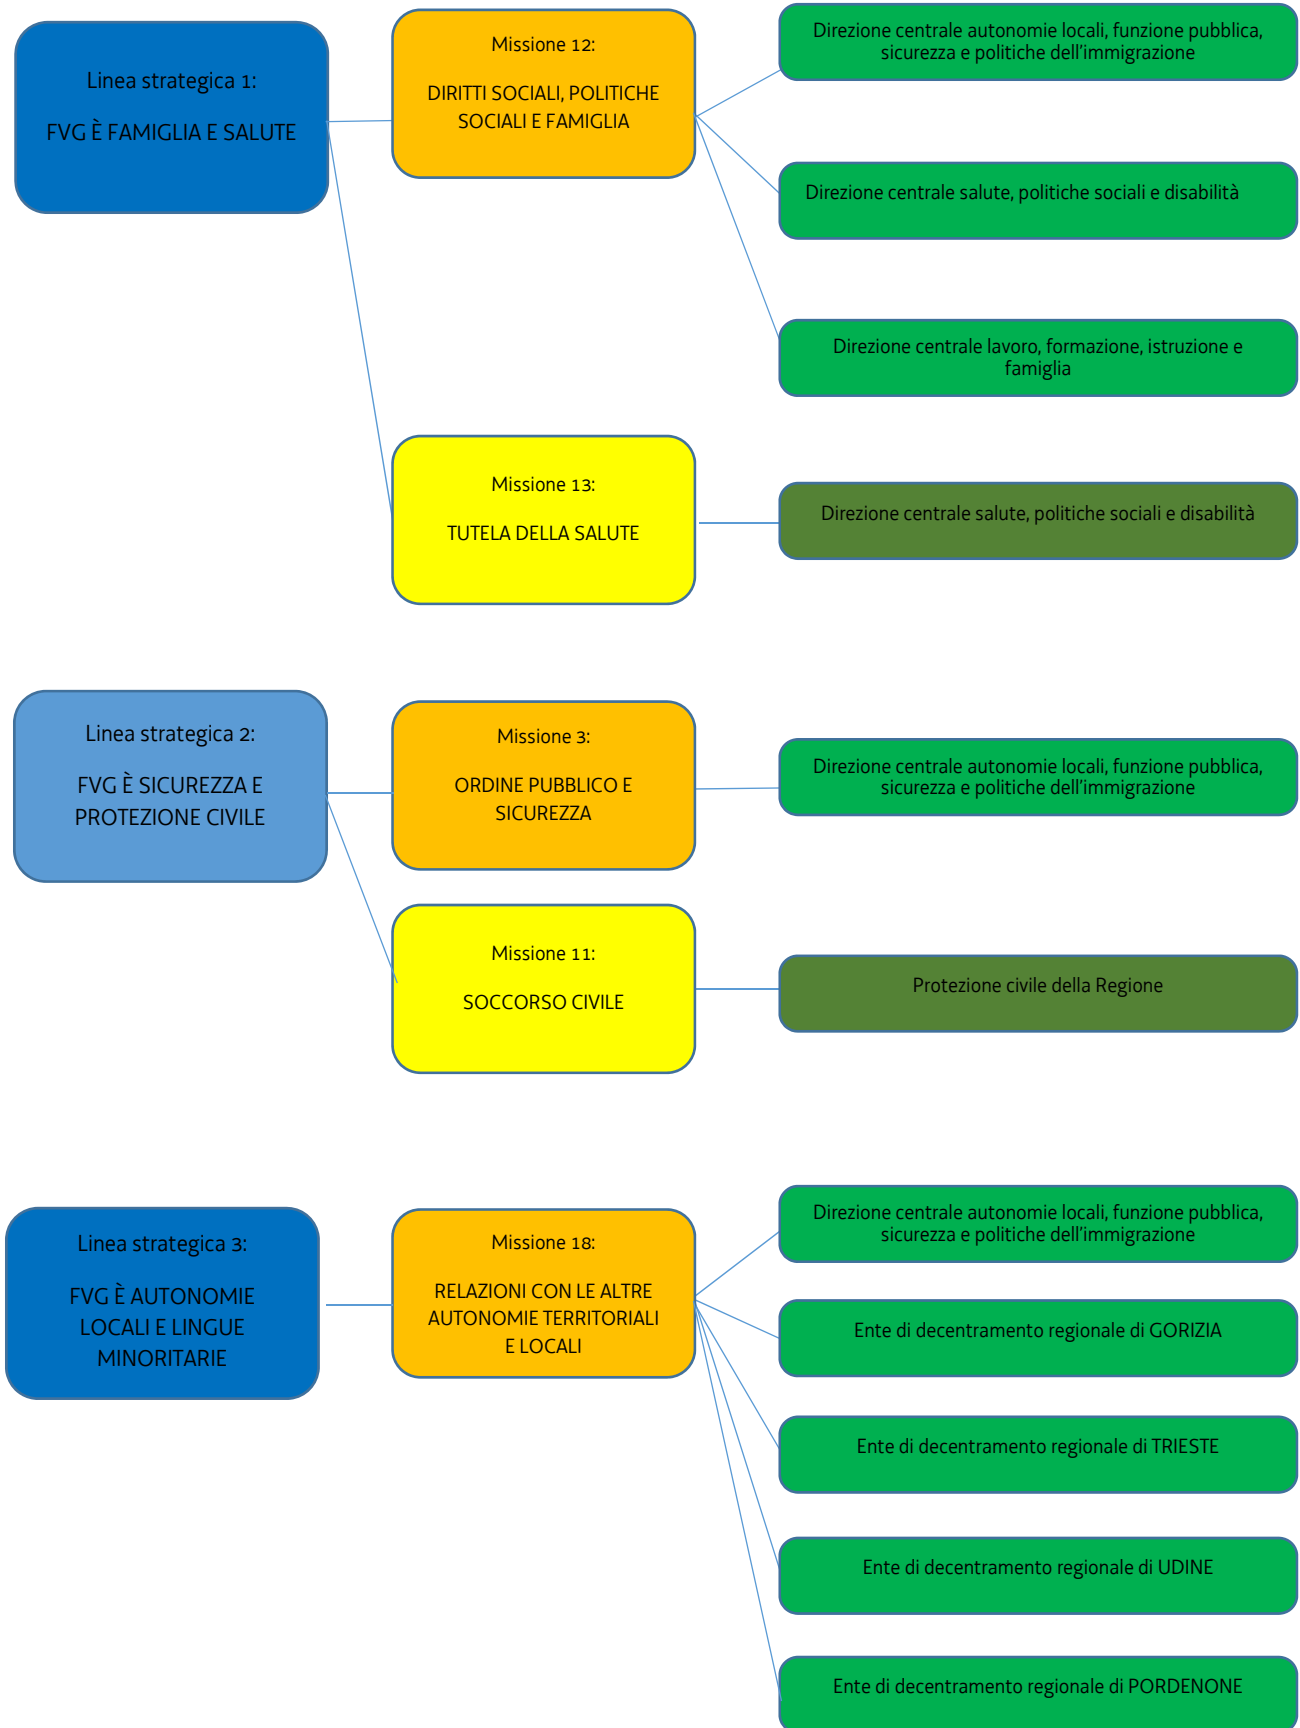 Linea strategica 1:
FVG È FAMIGLIA E SALUTE
Missione 12:
DIRITTI SOCIALI, POLITICHE
SOCIALI E FAMIGLIA
Direzione centrale autonomie locali, funzione pubblica,
sicurezza e politiche dell'immigrazione
Direzione centrale salute, politiche sociali e disabilità
Direzione centrale lavoro, formazione, istruzione e
famiglia
Missione 13:
TUTELA DELLA SALUTE
Direzione centrale salute, politiche sociali e disabilità
Linea strategica 2:
FVG È SICUREZZA E
PROTEZIONE CIVILE
Missione 3:
ORDINE PUBBLICO E
SICUREZZA
Direzione centrale autonomie locali, funzione pubblica,
sicurezza e politiche dell'immigrazione
Missione 11:
SOCCORSO CIVILE
Protezione civile della Regione
Linea strategica 3:
FVG È AUTONOMIE
LOCALI E LINGUE
MINORITARIE
Missione 18:
RELAZIONI CON LE ALTRE
AUTONOMIE TERRITORIALI
E LOCALI
Direzione centrale autonomie locali, funzione pubblica,
sicurezza e politiche dell'immigrazione
Ente di decentramento regionale di GORIZIA
Ente di decentramento regionale di TRIESTE
Ente di decentramento regionale di UDINE
Ente di decentramento regionale di PORDENONE